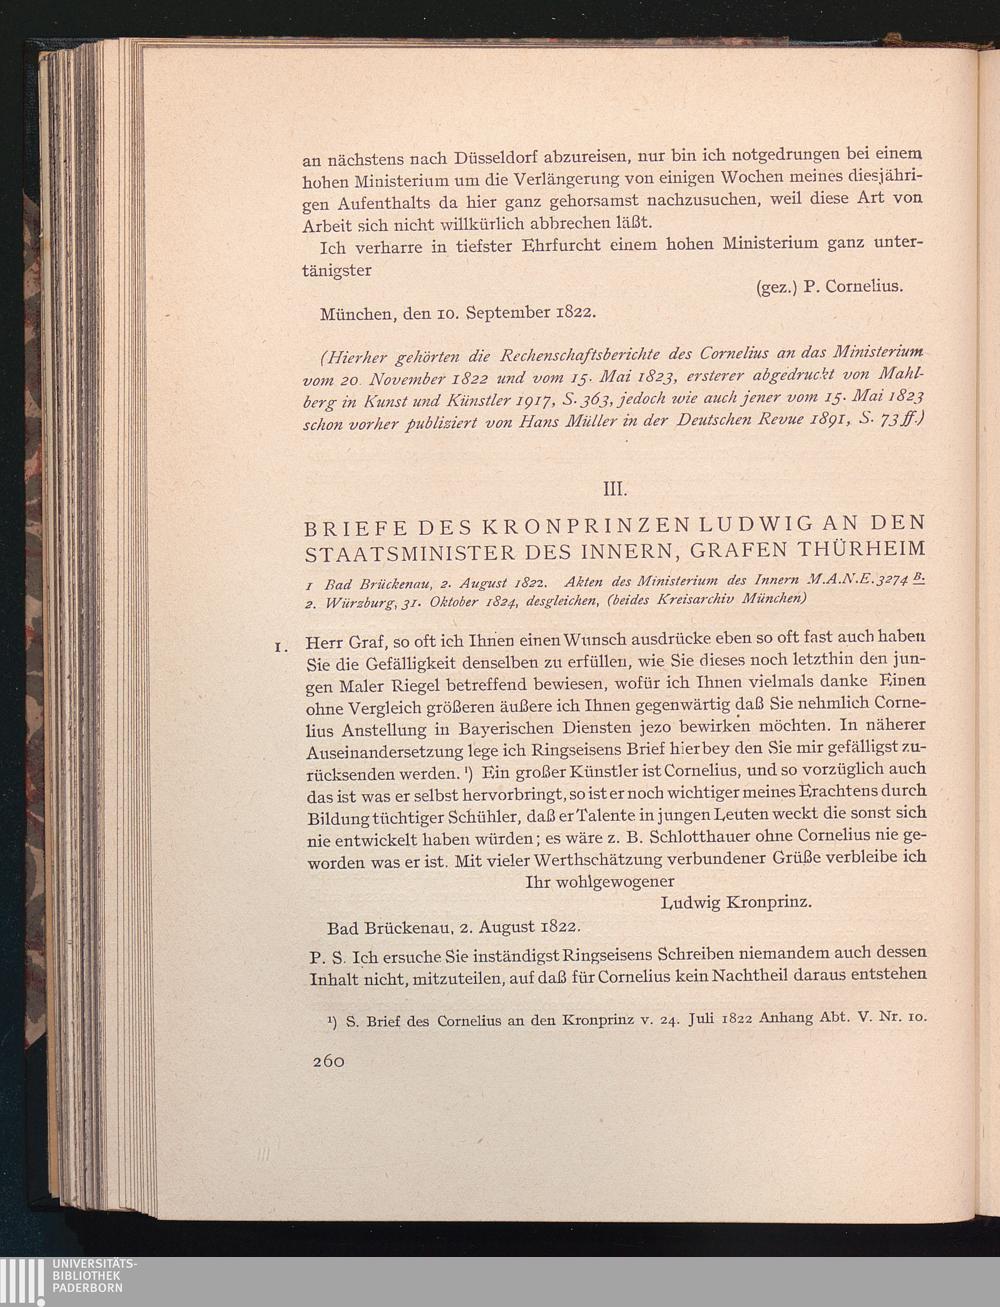 an nächstens nach Düsseldorf abzureisen, nur bin ich notgedrungen bei einem
hohen Ministerium um die Verlängerung von einigen Wochen meines diesjähri-
gen Aufenthalts da hier ganz gehorsamst nachzusuchen, weil diese Art von
Arbeit sich nicht willkürlich abbrechen läßt.
Ich verharre in tiefster Ehrfurcht einem hohen Ministerium ganz unter-
tänigster
(gez.) P. Cornelius.
München, den 10. September 1822.
(Hierher gehörten die Rechenschaftsberichte des Cornelius an das Ministerium
vom 20. November 1822 und vom 15. Mai 1823, ersterer abgedruckt von Mahl-
berg in Kunst und Künstler 1917, S. 363, jedoch wie auch jener vom 15. Mai 1823
schon vorher publiziert von Hans Müller in der Deutschen Revue 1891, S. 73 ff.)
III.
BRIEFE DES KRONPRINZEN LUDWIG AN DEN
STAATSMINISTER DES INNERN, GRAFEN THÜRHEIM
1 Bad Brückenau, 2. August 1822. Akten des Ministerium des Innern M.A.N.E. 3274 B.
2. Würzburg, 31. Oktober 1824, desgleichen, (beides Kreisarchiv München)
1. Herr Graf, so oft ich Ihnen einen Wunsch ausdrücke eben so oft fast auch haben
Sie die Gefälligkeit denselben zu erfüllen, wie Sie dieses noch letzthin den jun-
gen Maler Riegel betreffend bewiesen, wofür ich Ihnen vielmals danke Einen
ohne Vergleich größeren äußere ich Ihnen gegenwärtig daß Sie nehmlich Corne-
lius Anstellung in Bayerischen Diensten jezo bewirken möchten. In näherer
Auseinandersetzung lege ich Ringseisens Brief hierbey den Sie mir gefälligst zu-
rücksenden werden. ¹) Ein großer Künstler ist Cornelius, und so vorzüglich auch
das ist was er selbst hervorbringt, so ist er noch wichtiger meines Erachtens durch
Bildung tüchtiger Schühler, daß er Talente in jungen Leuten weckt die sonst sich
nie entwickelt haben würden; es wäre z. B. Schlotthauer ohne Cornelius nie ge-
worden was er ist. Mit vieler Werthschätzung verbundener Grüße verbleibe ich
Ihr wohlgewogener
Ludwig Kronprinz.
Bad Brückenau, 2. August 1822.
P. S. Ich ersuche Sie inständigst Ringseisens Schreiben niemandem auch dessen
Inhalt nicht, mitzuteilen, auf daß für Cornelius kein Nachtheil daraus entstehen
¹) S. Brief des Cornelius an den Kronprinz v. 24. Juli 1822 Anhang Abt. V. Nr. 10.
260
UNIVERSITÄTS-
BIBLIOTHEK
PADERBORN